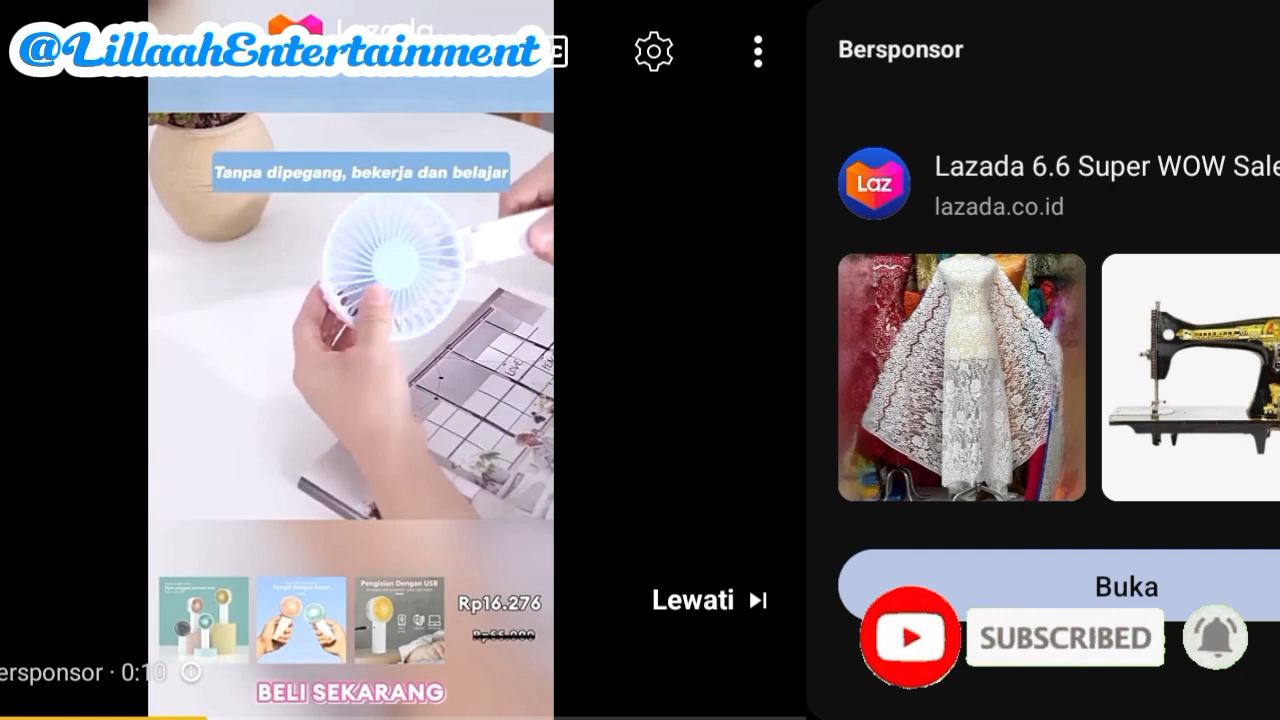 Lazada
@LillaahEntertainment
Tanpa dipegang, bekerja dan belajar
Pengisian Dengan USB
Rp16.276
Rp55.000
BELI SEKARANG
ersponsor · 0:10
Lewati
Bersponsor
Laz
Lazada 6.6 Super WOW Sale
lazada.co.id
Buka
SUBSCRIBED